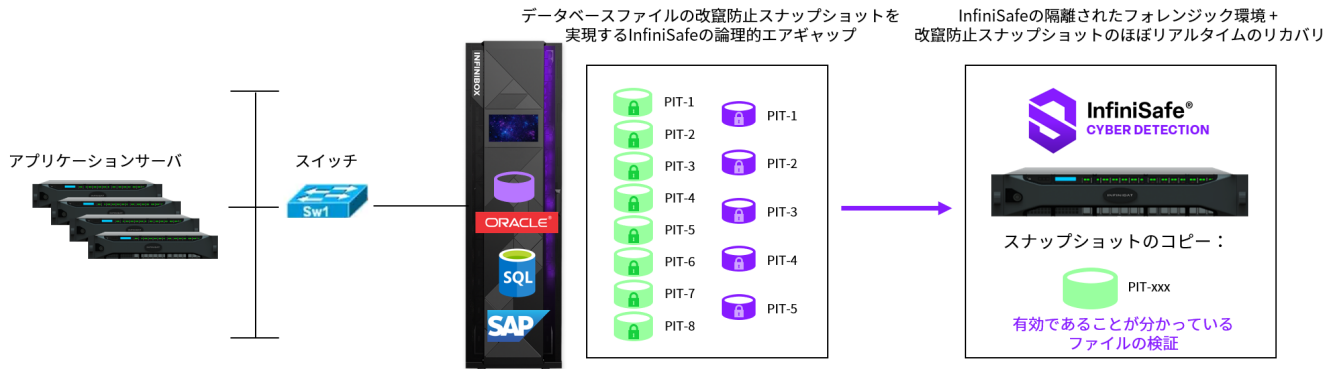 データベースファイルの改竄防止スナップショットを
実現するInfiniSafeの論理的エアギャップ
InfiniSafeの隔離されたフォレンジック環境 +
改竄防止スナップショットのほぼリアルタイムのリカバリ
アプリケーションサーバ
スイッチ
Sw1
INFINIBOX
ORACLE®
SQL
SAP
PIT-1
PIT-2
PIT-3
PIT-4
PIT-5
PIT-6
PIT-7
PIT-8
PIT-1
PIT-2
PIT-3
PIT-4
PIT-5
InfiniSafe®
CYBER DETECTION
スナップショットのコピー：
PIT-xxx
有効であることが分かっている
ファイルの検証